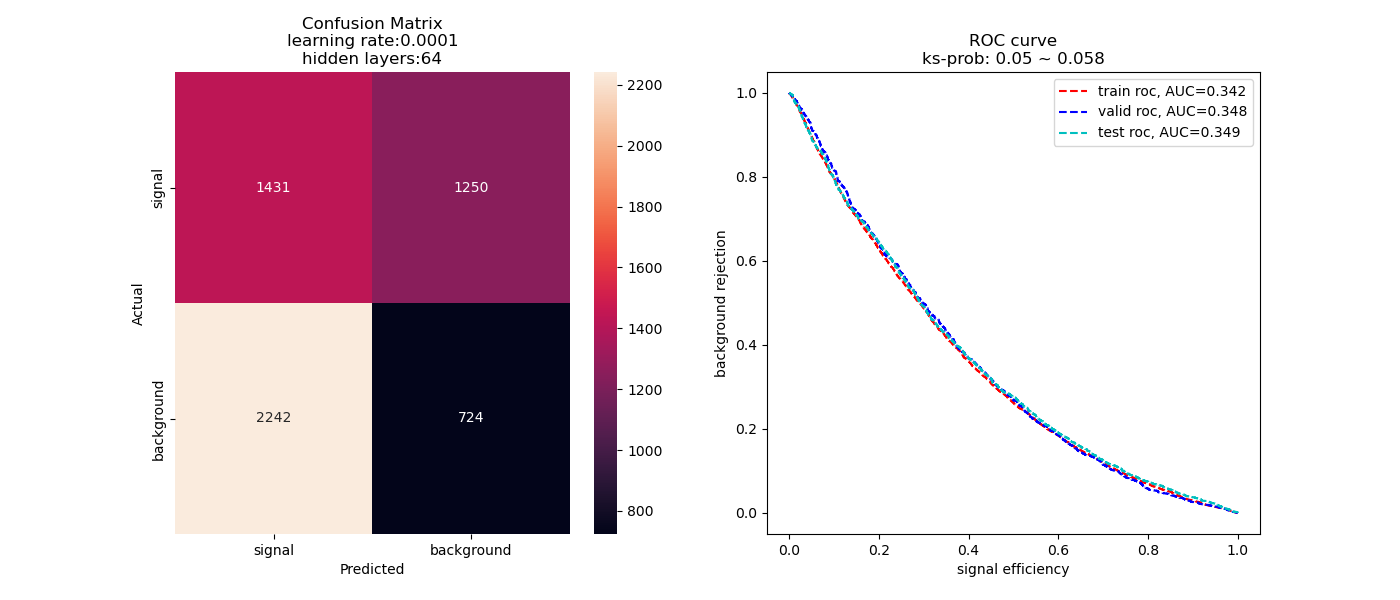 Confusion Matrix
learning rate:0.0001
hidden layers:64
signal
background
Actual
1431
1250
2242
724
signal
background
Predicted
2200
2000
1800
1600
1400
1200
1000
800
ROC curve
ks-prob: 0.05 ~ 0.058
train roc, AUC=0.342
valid roc, AUC=0.348
test roc, AUC=0.349
background rejection
1.0
0.8
0.6
0.4
0.2
0.0
0.0
0.2
0.4
0.6
0.8
1.0
signal efficiency